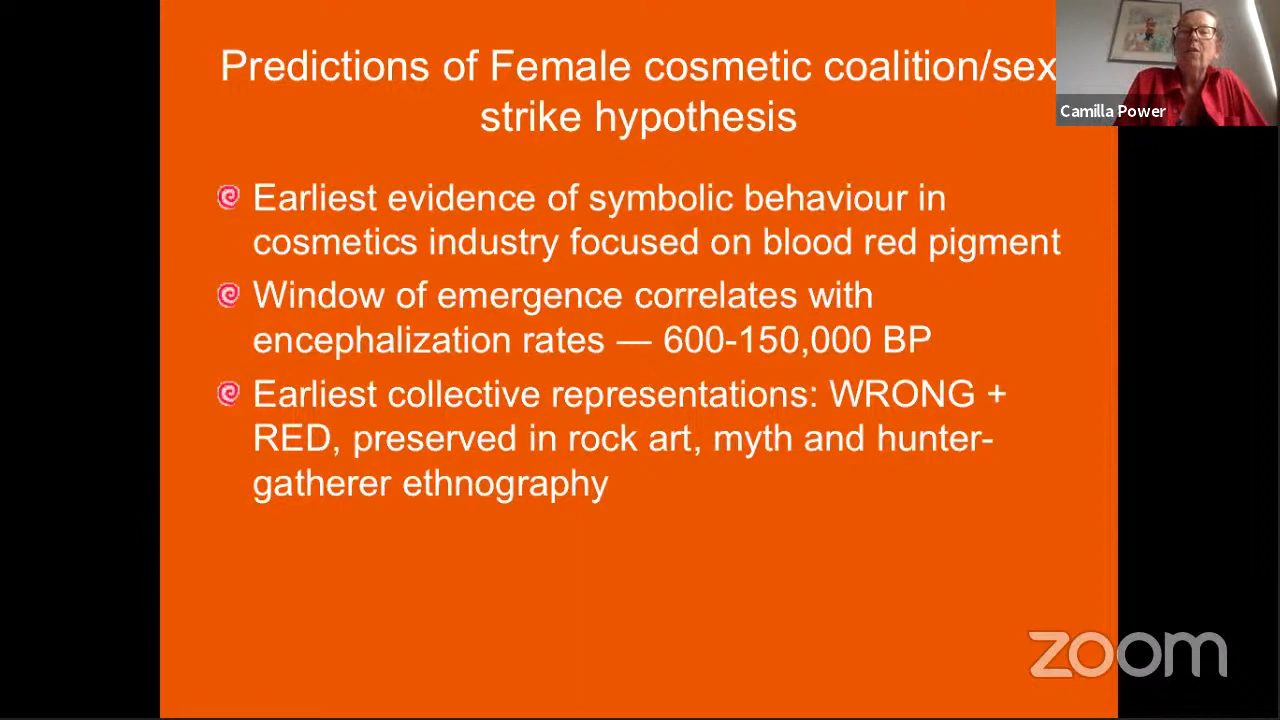 Predictions of Female cosmetic coalition/sex
strike hypothesis
Camilla Power
Earliest evidence of symbolic behaviour in
cosmetics industry focused on blood red pigment
Window of emergence correlates with
encephalization rates — 600-150,000 BP
Earliest collective representations: WRONG +
RED, preserved in rock art, myth and hunter-
gatherer ethnography
zoom